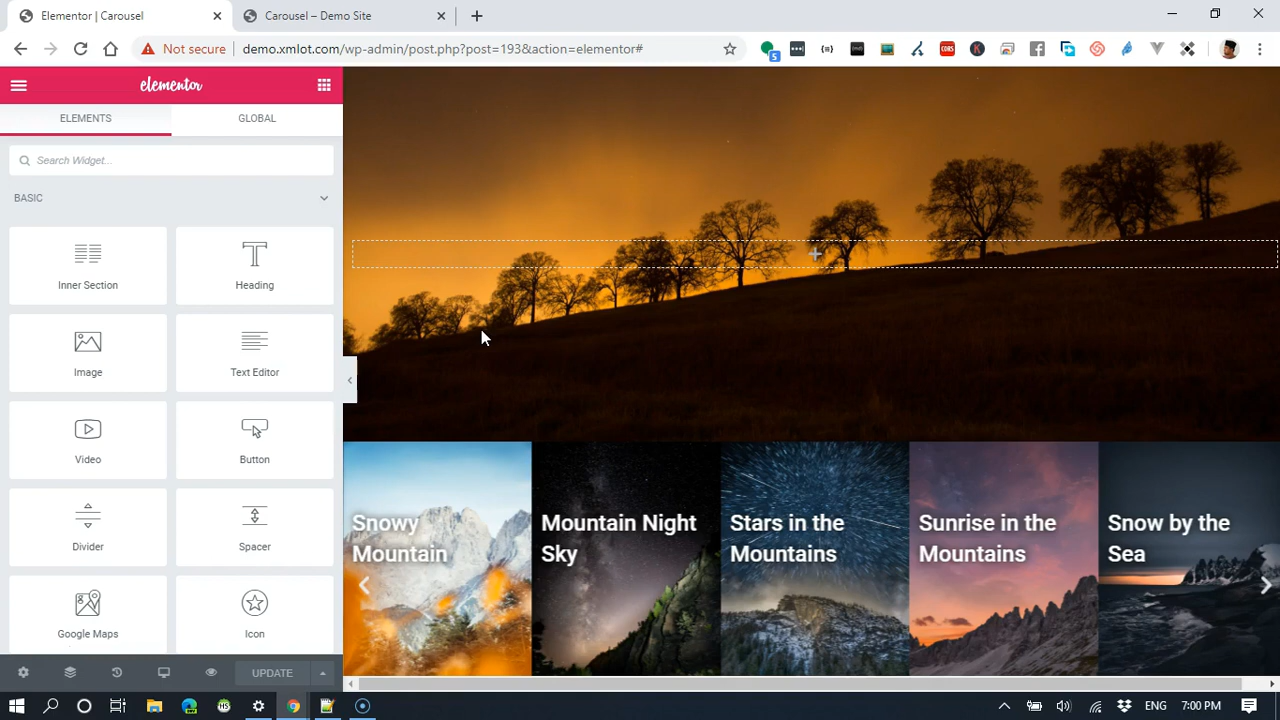 Elementor | Carousel
Carousel – Demo Site
Not secure
demo.xmlot.com/wp-admin/post.php?post=193&action=elementor#
elementor
ELEMENTS
GLOBAL
Search Widget...
BASIC
Inner Section
Heading
Image
Text Editor
Video
Button
Divider
Spacer
Google Maps
Icon
UPDATE
Snowy
Mountain
Mountain Night
Sky
Stars in the
Mountains
Sunrise in the
Mountains
Snow by the
Sea
ENG
7:00 PM